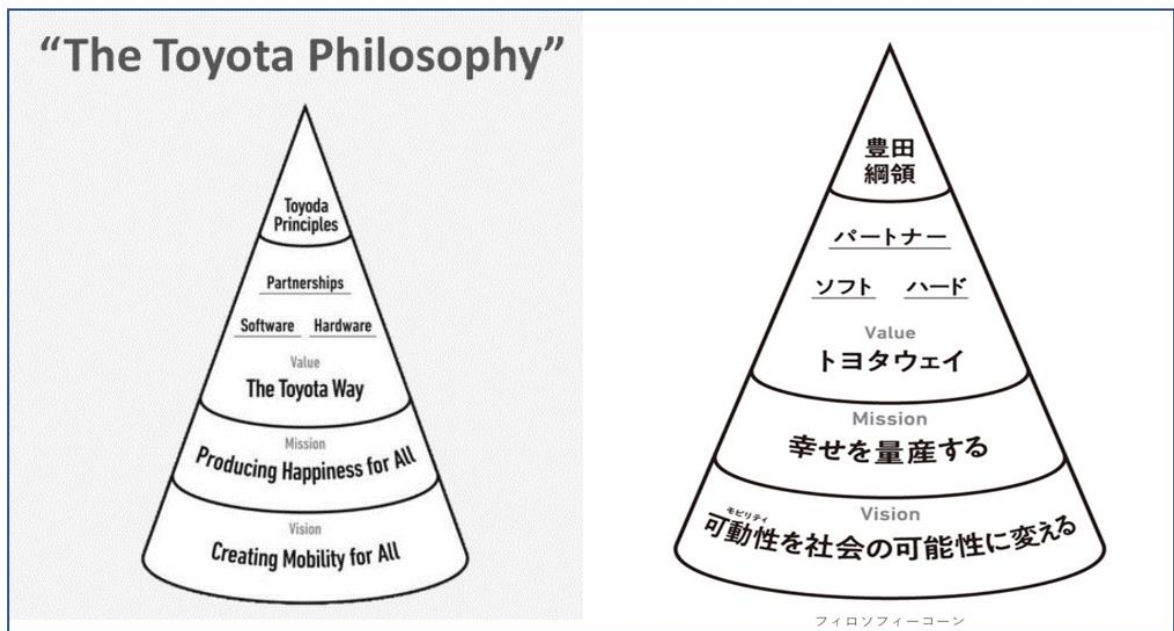 “The Toyota Philosophy”
Toyoda
Principles
Partnerships
Software Hardware
Value
The Toyota Way
Mission
Producing Happiness for All
Vision
Creating Mobility for All
豊田
綱領
パートナー
ソフト ハード
Value
トヨタウェイ
Mission
幸せを量産する
Vision
モビリティ
可動性を社会の可能性に変える
フィロソフィーコーン